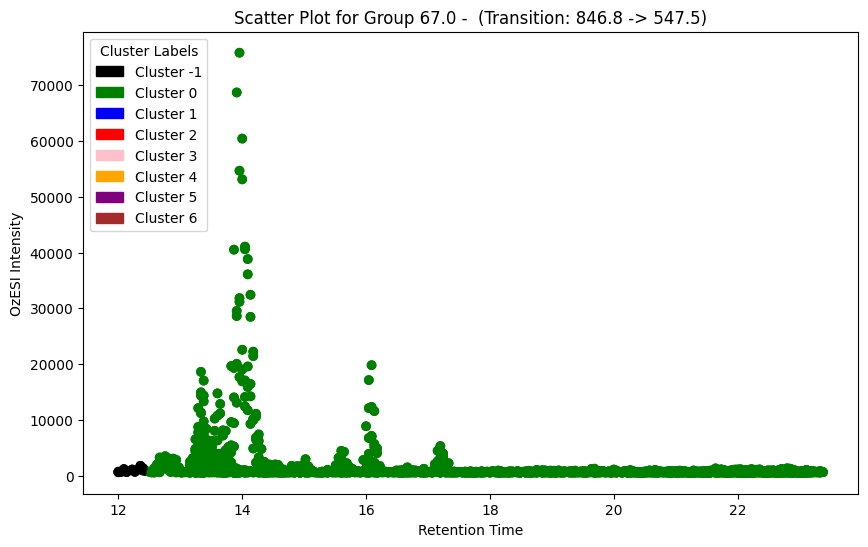 Scatter Plot for Group 67.0 -  (Transition: 846.8 -> 547.5)
Cluster Labels
Cluster -1
Cluster 0
Cluster 1
Cluster 2
Cluster 3
Cluster 4
Cluster 5
Cluster 6
OzESI Intensity
70000
60000
50000
40000
30000
20000
10000
0
12 14 16 18 20 22
Retention Time